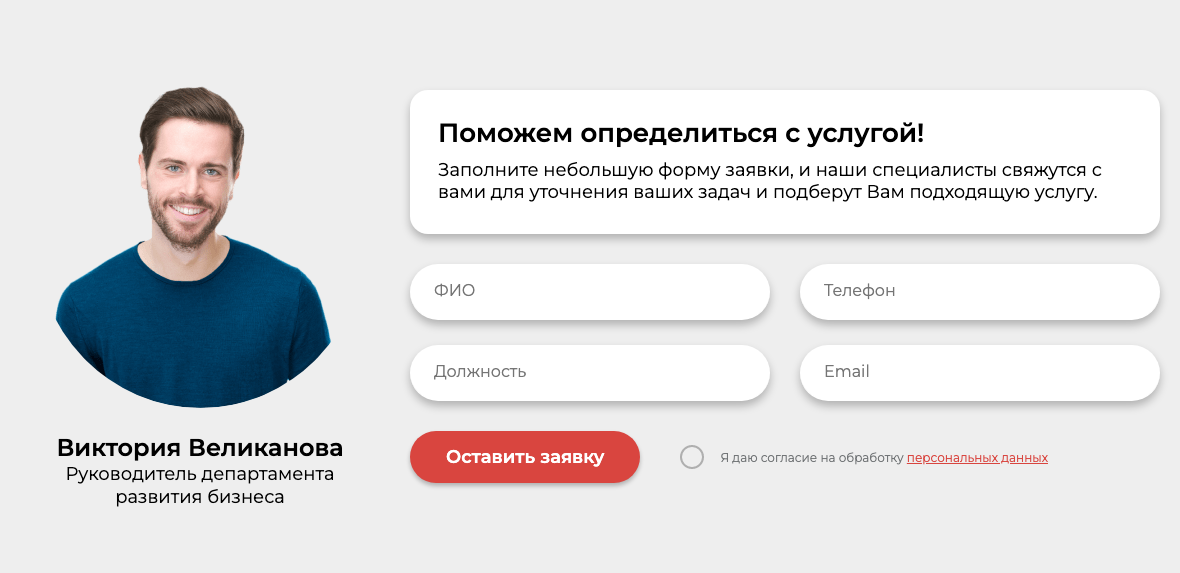 Поможем определиться с услугой!
Заполните небольшую форму заявки, и наши специалисты свяжутся с
вами для уточнения ваших задач и подберут Вам подходящую услугу.
ФИО
Телефон
Должность
Email
Оставить заявку
Я даю согласие на обработку персональных данных
Виктория Великанова
Руководитель департамента
развития бизнеса